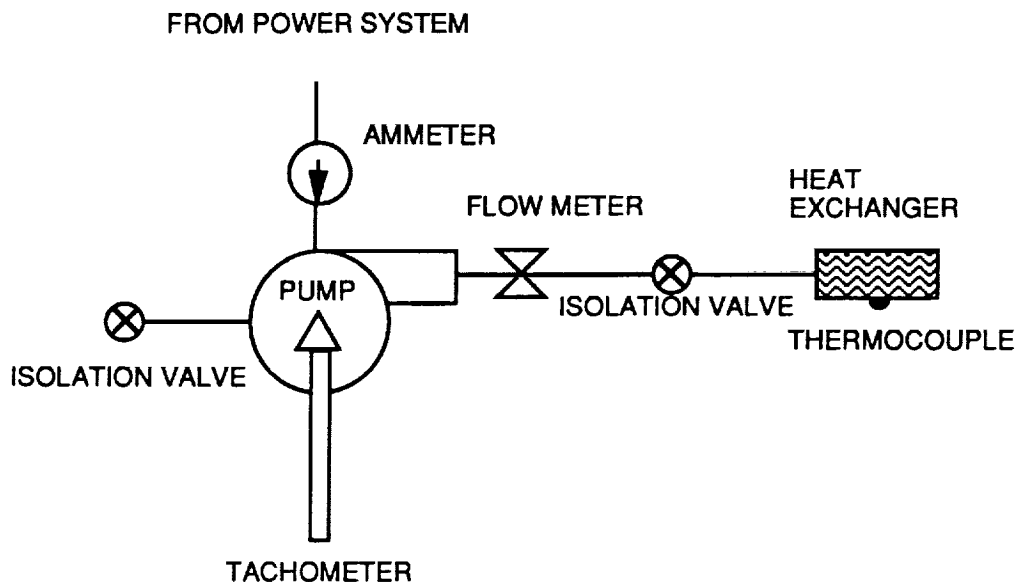 FROM POWER SYSTEM
AMMETER
FLOW METER
HEAT
EXCHANGER
PUMP
ISOLATION VALVE
THERMOCOUPLE
ISOLATION VALVE
TACHOMETER